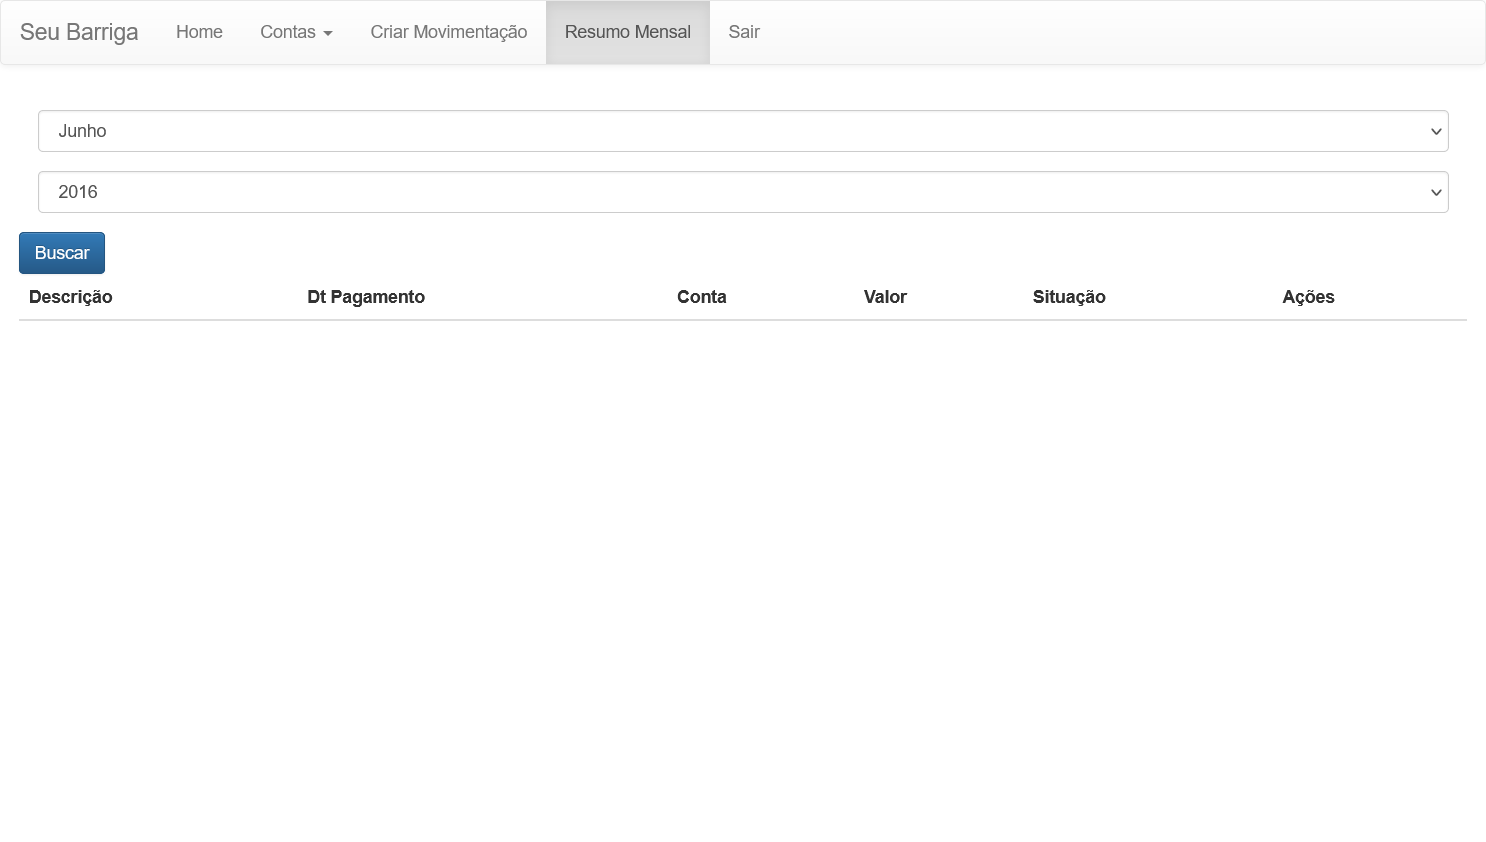 Seu Barriga Home Contas Criar Movimentação Resumo Mensal Sair
Junho
2016
Buscar
Descrição Dt Pagamento Conta Valor Situação Ações